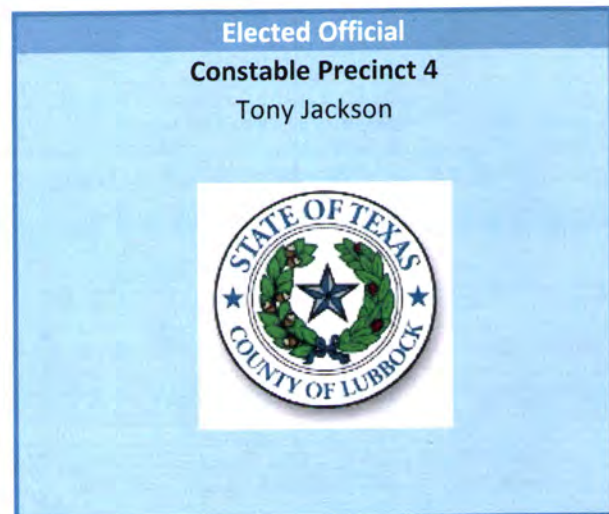 Elected Official
Constable Precinct 4
Tony Jackson
STATE OF TEXAS
COUNTY OF LUBBOCK